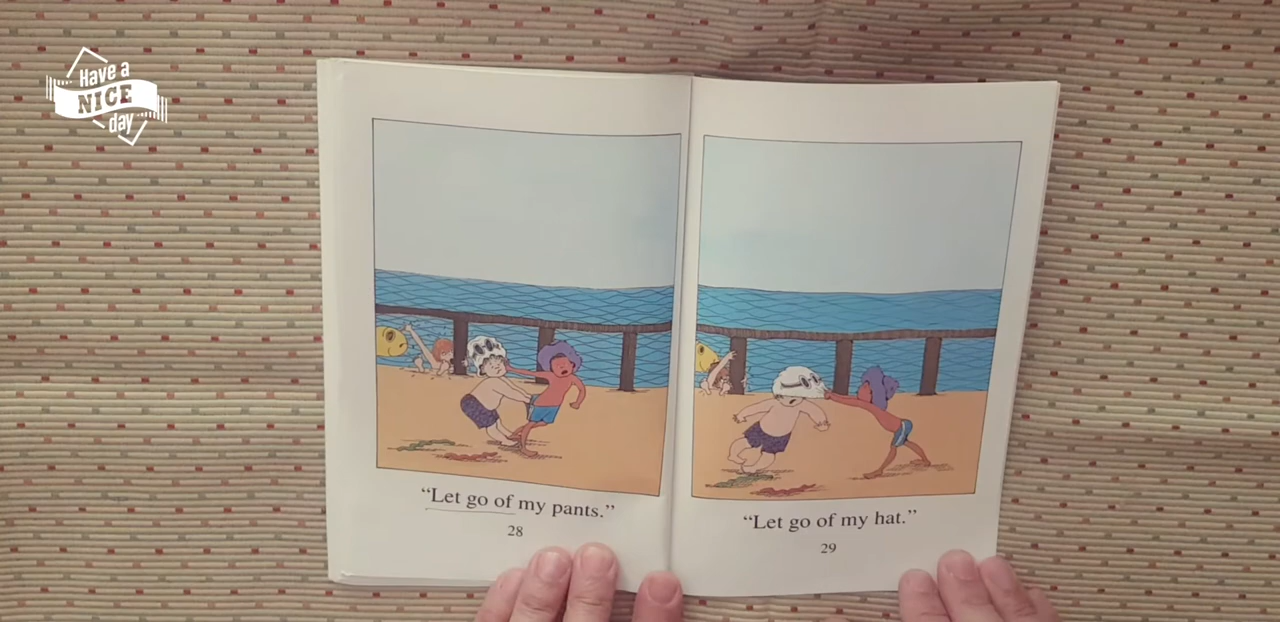 Have a
NICE
day
“Let go of my pants.”
28
“Let go of my hat.”
29